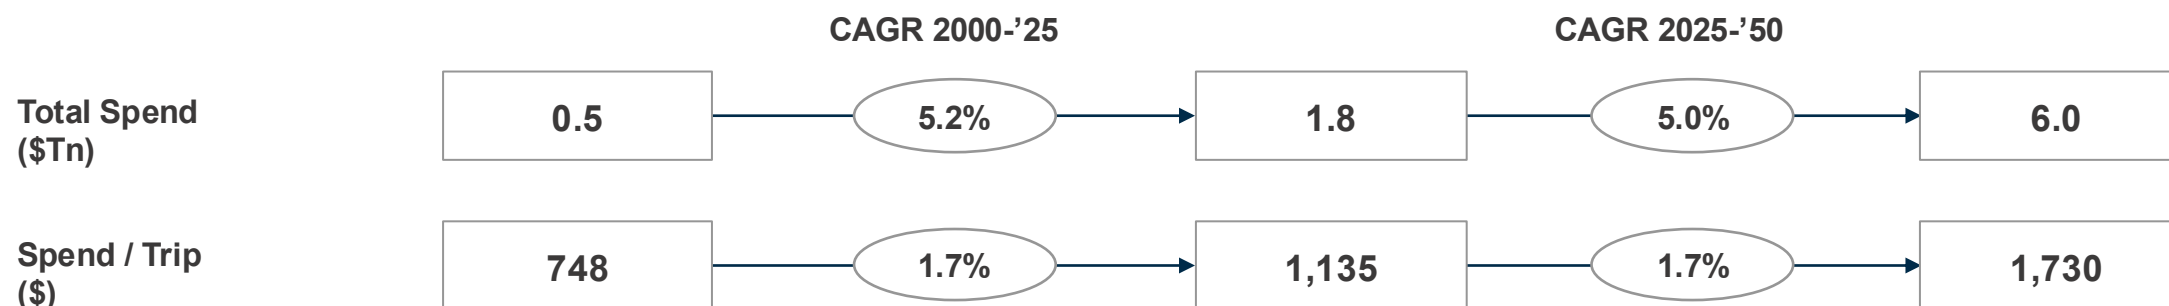 CAGR 2000-’25 CAGR 2025-’50
Total Spend
($Tn)
0.5 5.2% 1.8 5.0% 6.0
Spend / Trip
($)
748 1.7% 1,135 1.7% 1,730